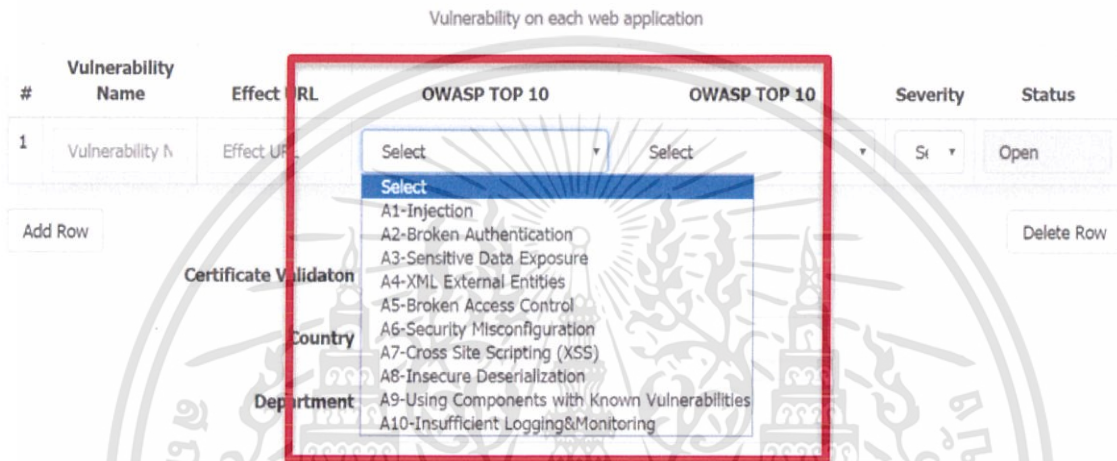 Vulnerability on each web application
# Vulnerability Name Effect URL OWASP TOP 10 OWASP TOP 10 Severity Status
1 Vulnerability N Effect URL Select Select Se Open
Select
A1-Injection
A2-Broken Authentication
A3-Sensitive Data Exposure
A4-XML External Entities
A5-Broken Access Control
A6-Security Misconfiguration
A7-Cross Site Scripting (XSS)
A8-Insecure Deserialization
A9-Using Components with Known Vulnerabilities
A10-Insufficient Logging&Monitoring
Add Row Delete Row
Certificate Validaton
Country
Department